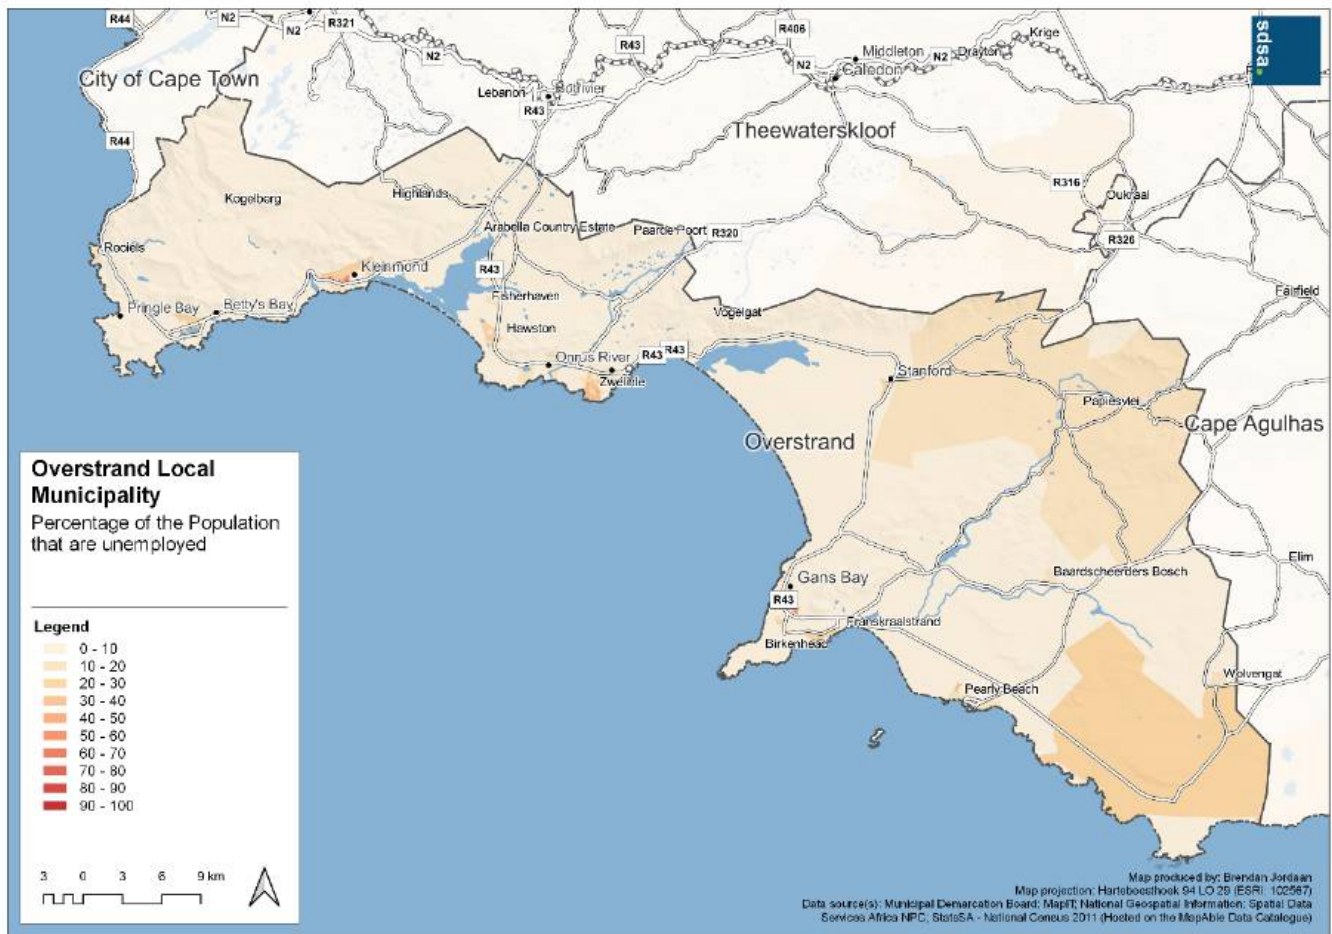 R44
N2
N2
R321
N2
R43
R406
N2
Middleton
N2
Drayton
Krige
sdsa
City of Cape Town
Lebanon
Botrivier
R43
Caledon
R44
Theewaterskloof
R316
Oukraal
Kogelberg
Highlands
Arabella Country Estate
Paarde Poort
R320
R326
Rooiels
Kleinmond
R43
Fisherhaven
Fairfield
Pringle Bay
Betty's Bay
Vogelgat
Hawston
Onrus River
R43
R43
Zwelihle
Stanford
Papiesvlei
Overstrand
Cape Agulhas
Elim
Baardscheerders Bosch
Gans Bay
R43
Franskraalstrand
Birkenhead
Wolvengat
Pearly Beach
Overstrand Local
Municipality
Percentage of the Population
that are unemployed
Legend
0 - 10
10 - 20
20 - 30
30 - 40
40 - 50
50 - 60
60 - 70
70 - 80
80 - 90
90 - 100
3 0 3 6 9 km
Map produced by: Brendan Jordaan
Map projection: Hartebeesthoek 94 LO 29 (ESRI: 102567)
Data source(s): Municipal Demarcation Board; MapIT; National Geospatial Information; Spatial Data
Services Africa NPC; StatsSA - National Census 2011 (Hosted on the MapAble Data Catalogue)